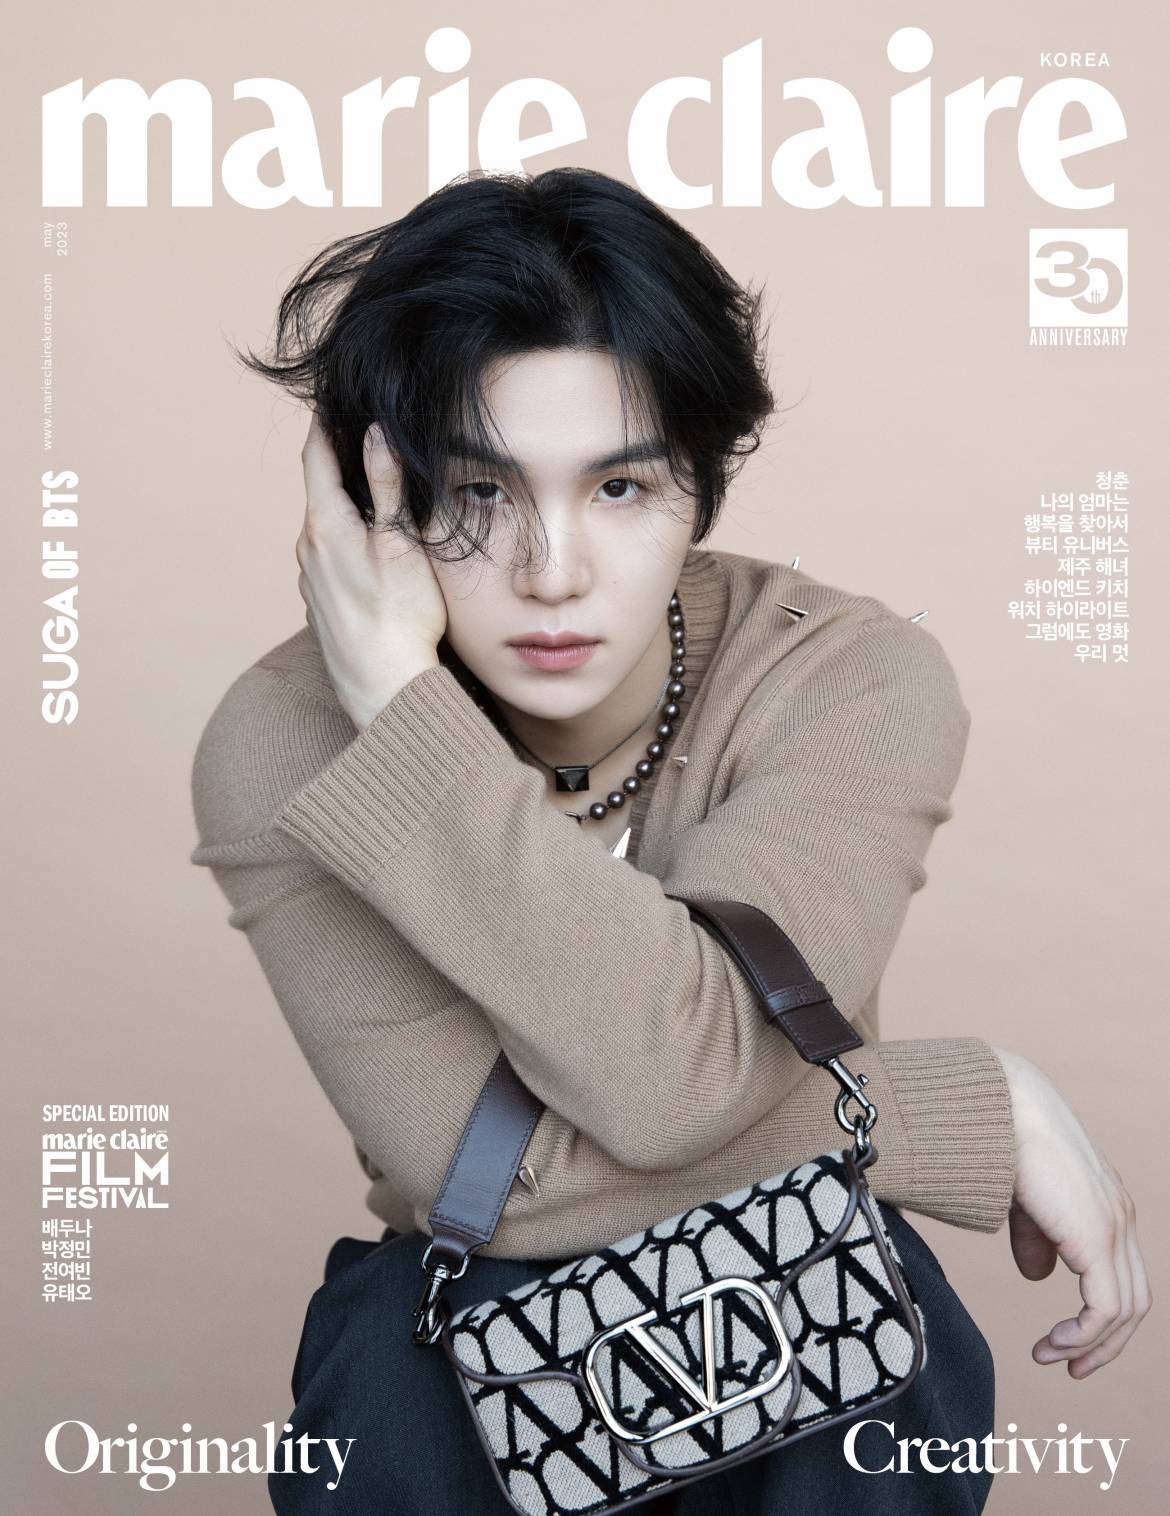 marie claire
KOREA
may
2023
www.marieclairekorea.com
30th
ANNIVERSARY
SUGA OF BTS
청춘
나의 엄마는
행복을 찾아서
뷰티 유니버스
제주 해녀
하이엔드 키치
워치 하이라이트
그럼에도 영화
우리 멋
SPECIAL EDITION
marie claire
FILM
FESTIVAL
배두나
박정민
전여빈
유태오
Originality
Creativity